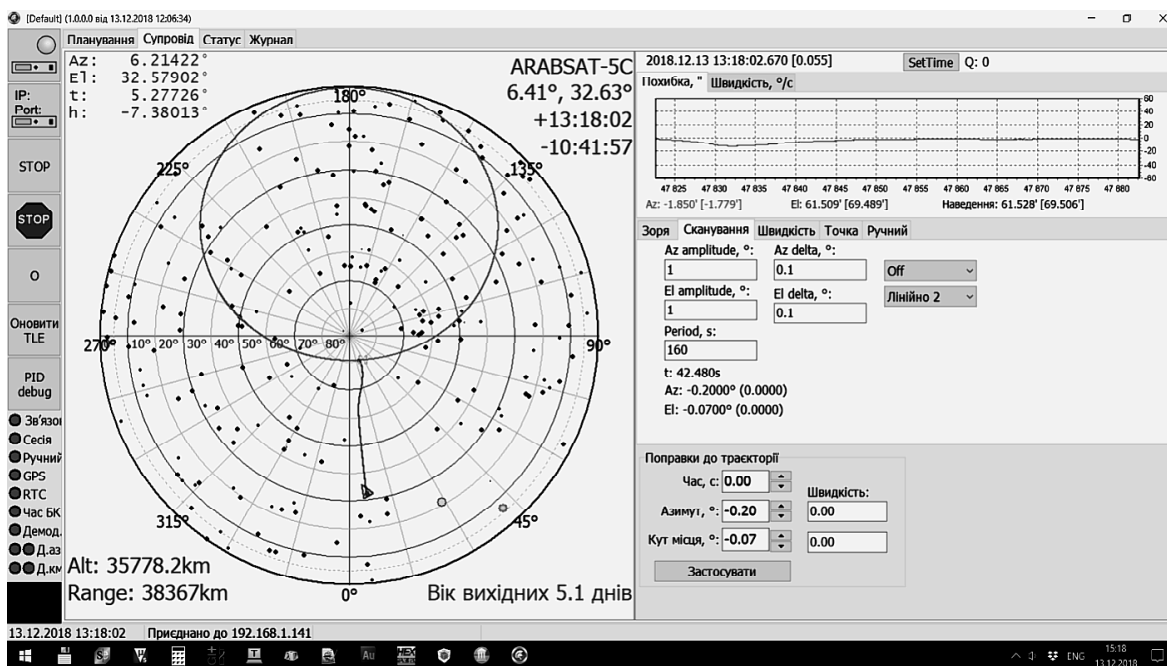 [Default] (1.0.0.0 від 13.12.2018 12:06:34)
Планування Супровід Статус Журнал
IP:
Port:
STOP
STOP
O
Оновити
TLE
PID
debug
Зв'язо
Сесія
Ручний
GPS
RTC
Час БК
Демод.
Д.аз
Д.км
Az: 6.21422°
El: 32.57902°
t: 5.27726°
h: -7.38013°
ARABSAT-5C
6.41°, 32.63°
+13:18:02
-10:41:57
180°
225°
135°
270° 10° 20° 30° 40° 50° 60° 70° 80° 90°
315°
45°
0°
Alt: 35778.2km
Range: 38367km
Вік вихідних 5.1 днів
2018.12.13 13:18:02.670 [0.055] SetTime Q: 0
Похибка, " Швидкість, °/с
60
40
20
0
-20
-40
-60
47 825 47 830 47 835 47 840 47 845 47 850 47 855 47 860 47 865 47 870 47 875 47 880
Az: -1.850' [-1.779'] El: 61.509' [69.489'] Наведення: 61.528' [69.506']
Зоря Сканування Швидкість Точка Ручний
Az amplitude, °: Az delta, °:
1 0.1 Off
El amplitude, °: El delta, °: Лінійно 2
1 0.1
Period, s:
160
t: 42.480s
Az: -0.2000° (0.0000)
El: -0.0700° (0.0000)
Поправки до траєкторії
Час, с: 0.00
Швидкість:
Азимут, °: -0.20 0.00
Кут місця, °: -0.07 0.00
Застосувати
13.12.2018 13:18:02 Приєднано до 192.168.1.141
Au HEX ENG 15:18
13.12.2018